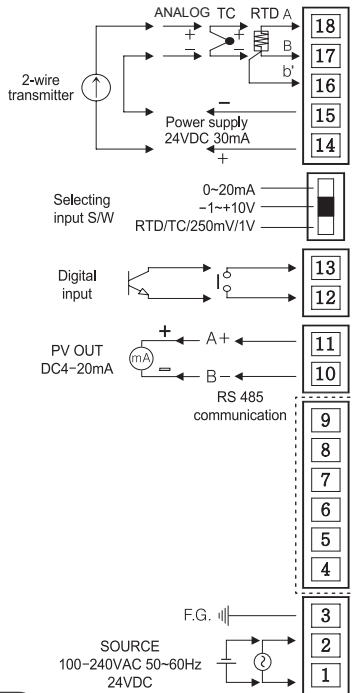 ANALOG TC RTD A
18
+ +
B
17
− −
b'
16
2-wire
transmitter
−
15
Power supply
24VDC 30mA
14
+
0~20mA
−1~+10V
RTD/TC/250mV/1V
Selecting
input S/W
13
Digital
input
12
+ A+
11
PV OUT
DC4−20mA
mA
− B−
10
RS 485
communication
9
8
7
6
5
4
F.G.
3
SOURCE
100−240VAC 50~60Hz
24VDC
2
1